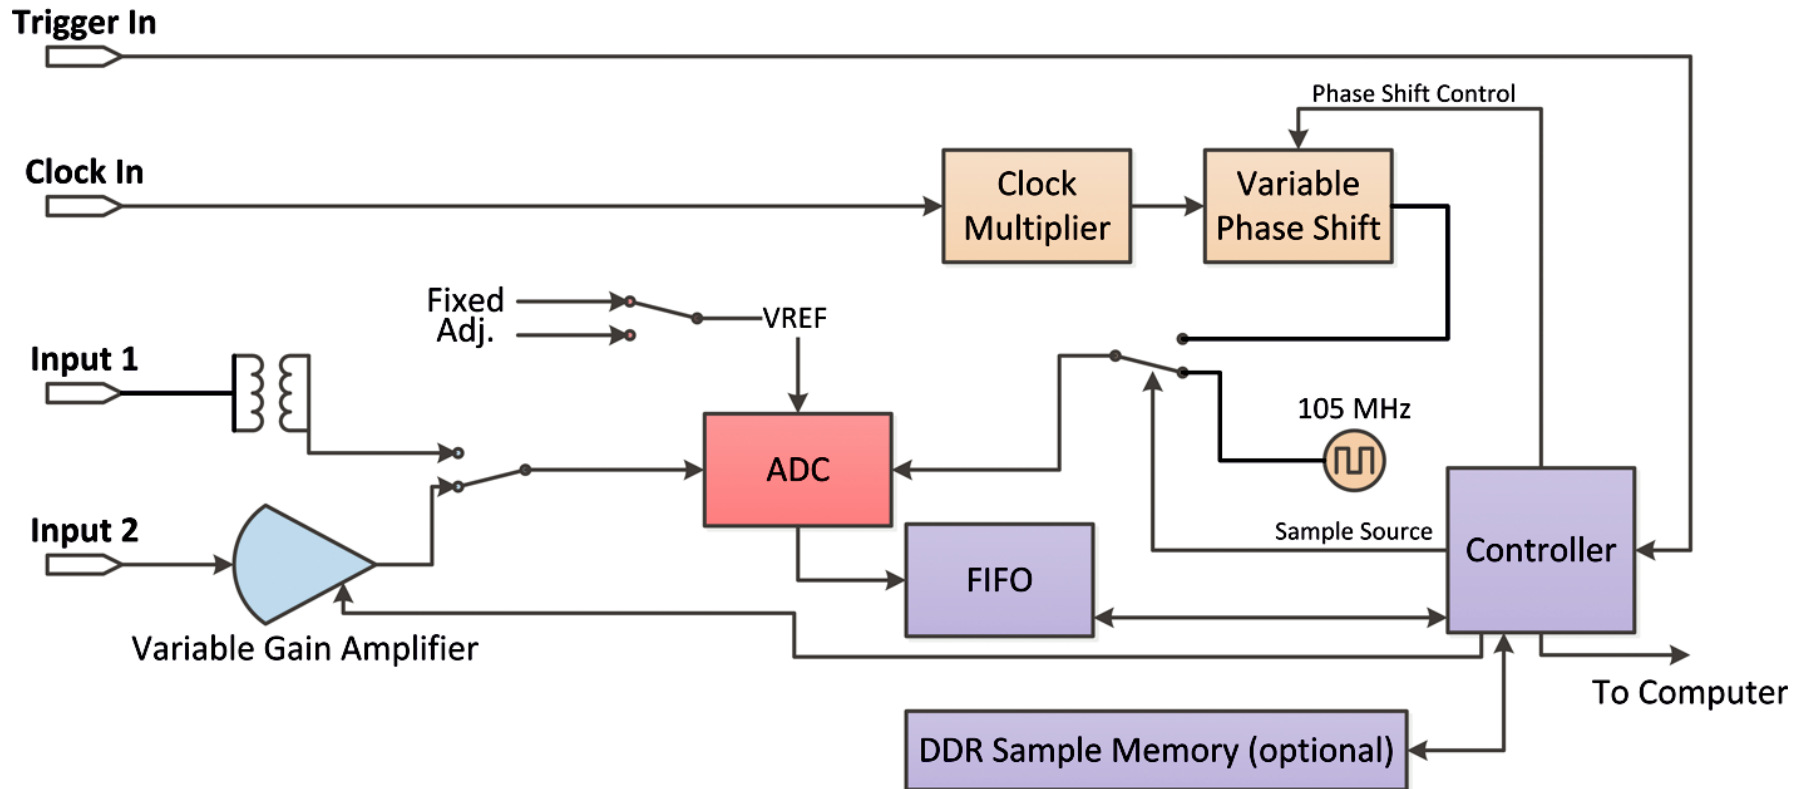 Trigger In
Phase Shift Control
Clock In
Clock
Multiplier
Variable
Phase Shift
Fixed
Adj.
VREF
Input 1
105 MHz
ADC
Input 2
Sample Source
Controller
FIFO
Variable Gain Amplifier
To Computer
DDR Sample Memory (optional)